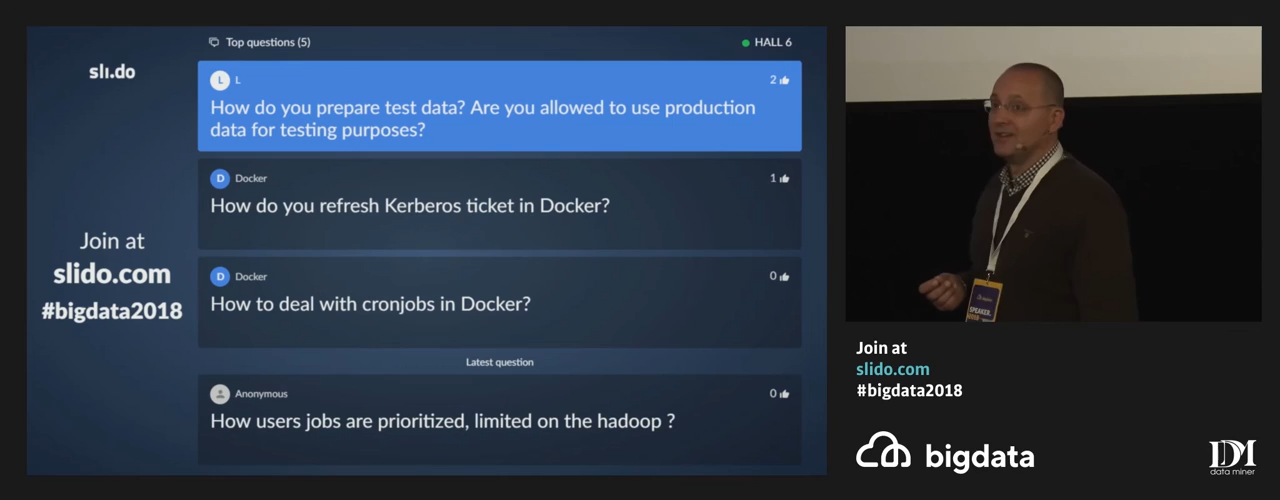 sli.do
Join at
slido.com
#bigdata2018
Top questions (5)
HALL 6
L
L
2
How do you prepare test data? Are you allowed to use production
data for testing purposes?
D
Docker
1
How do you refresh Kerberos ticket in Docker?
D
Docker
0
How to deal with cronjobs in Docker?
Latest question
Anonymous
0
How users jobs are prioritized, limited on the hadoop ?
SPEAKER
Join at
slido.com
#bigdata2018
bigdata
DM
data miner